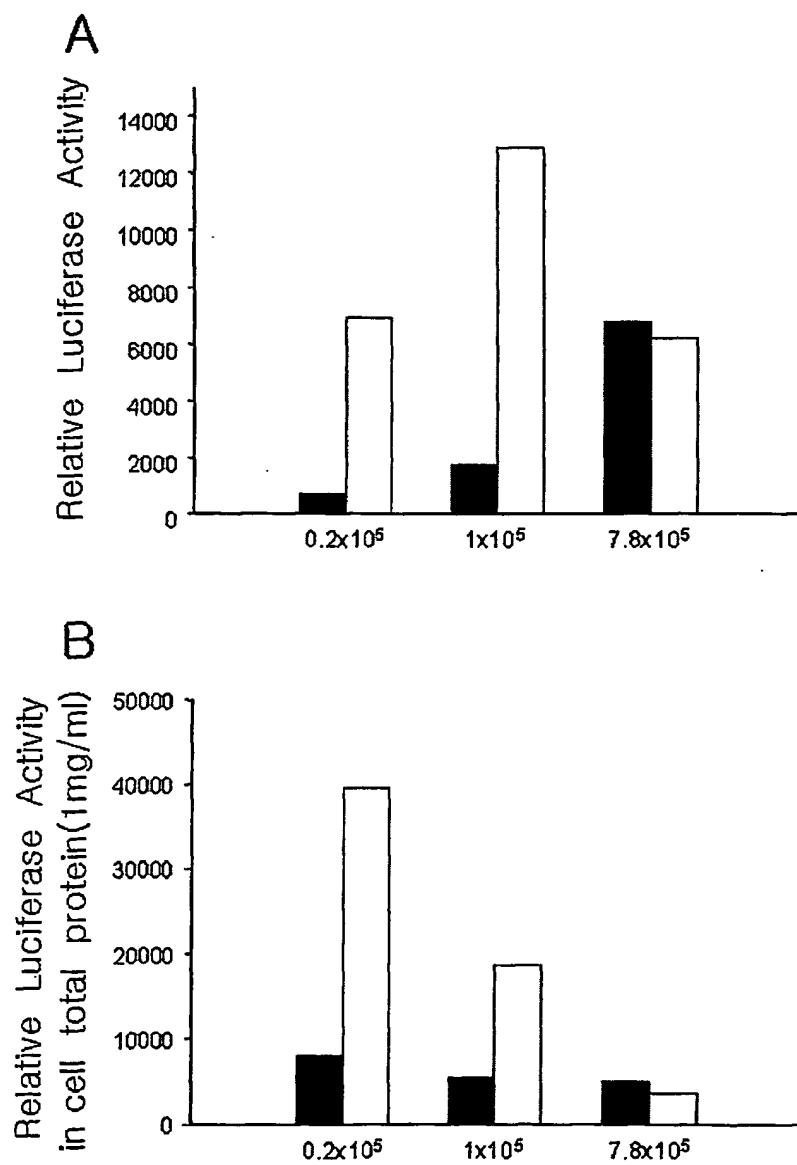 A
Relative Luciferase Activity
14000
12000
10000
8000
6000
4000
2000
0
0.2x10⁵ 1x10⁵ 7.8x10⁵
B
Relative Luciferase Activity
in cell total protein(1mg/ml)
50000
40000
30000
20000
10000
0
0.2x10⁵ 1x10⁵ 7.8x10⁵